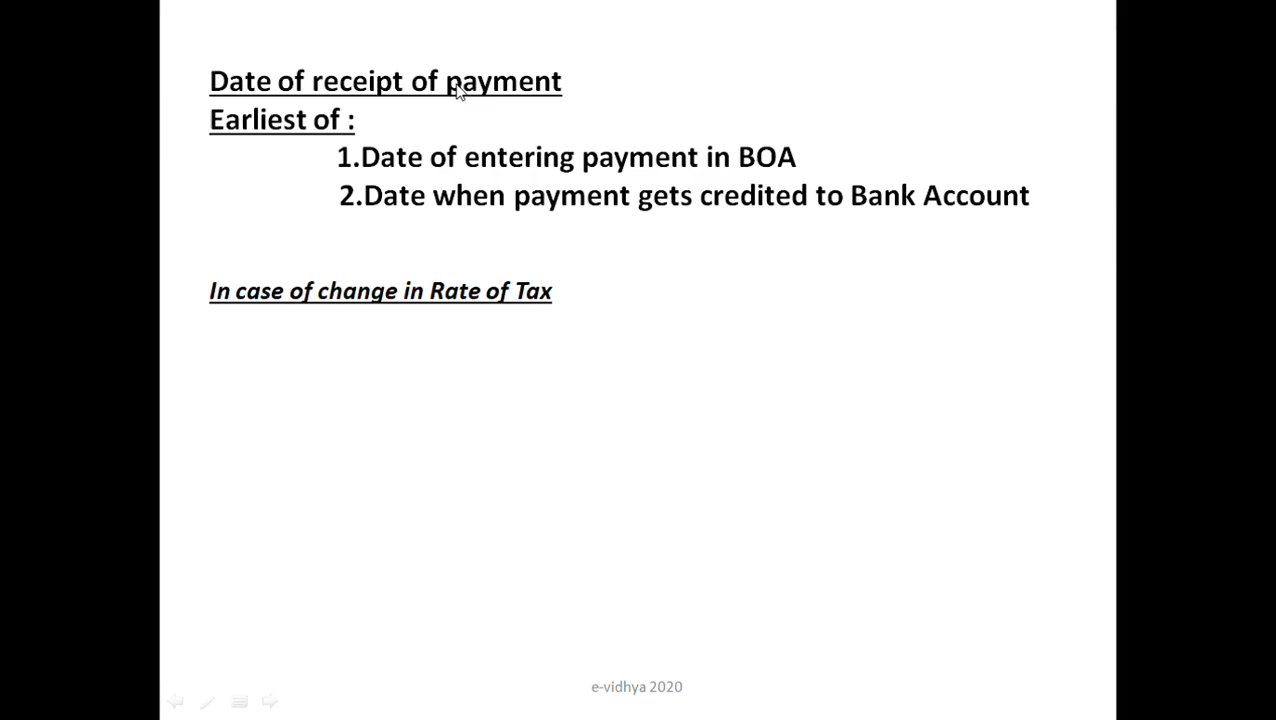 Date of receipt of payment
Earliest of :
1.Date of entering payment in BOA
2.Date when payment gets credited to Bank Account
In case of change in Rate of Tax
e-vidhya 2020